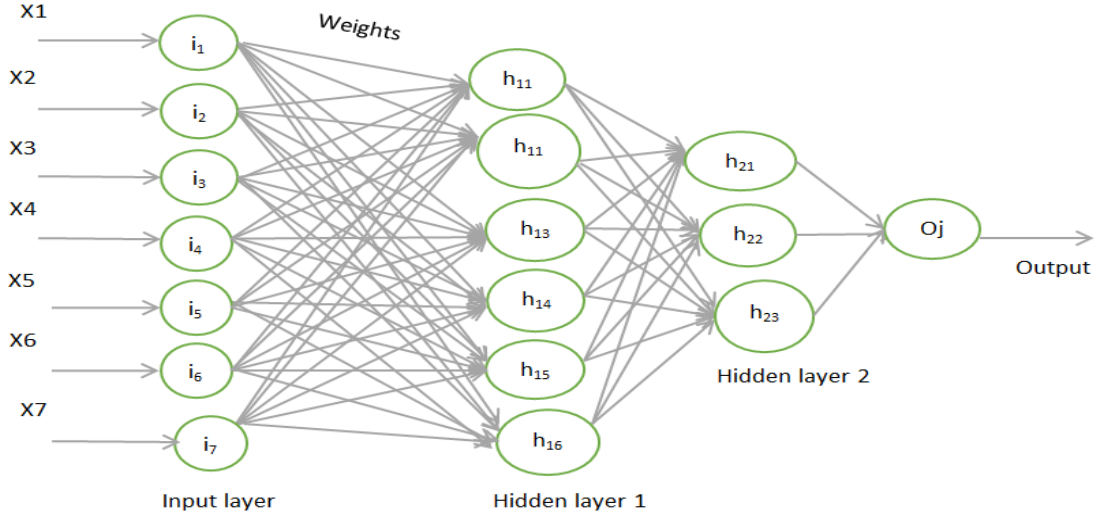 X1
Weights
i1
h11
X2
i2
h11
X3
i3
h21
X4
i4
h13
h22
Oj
Output
X5
i5
h14
h23
X6
i6
h15
Hidden layer 2
X7
i7
h16
Input layer
Hidden layer 1